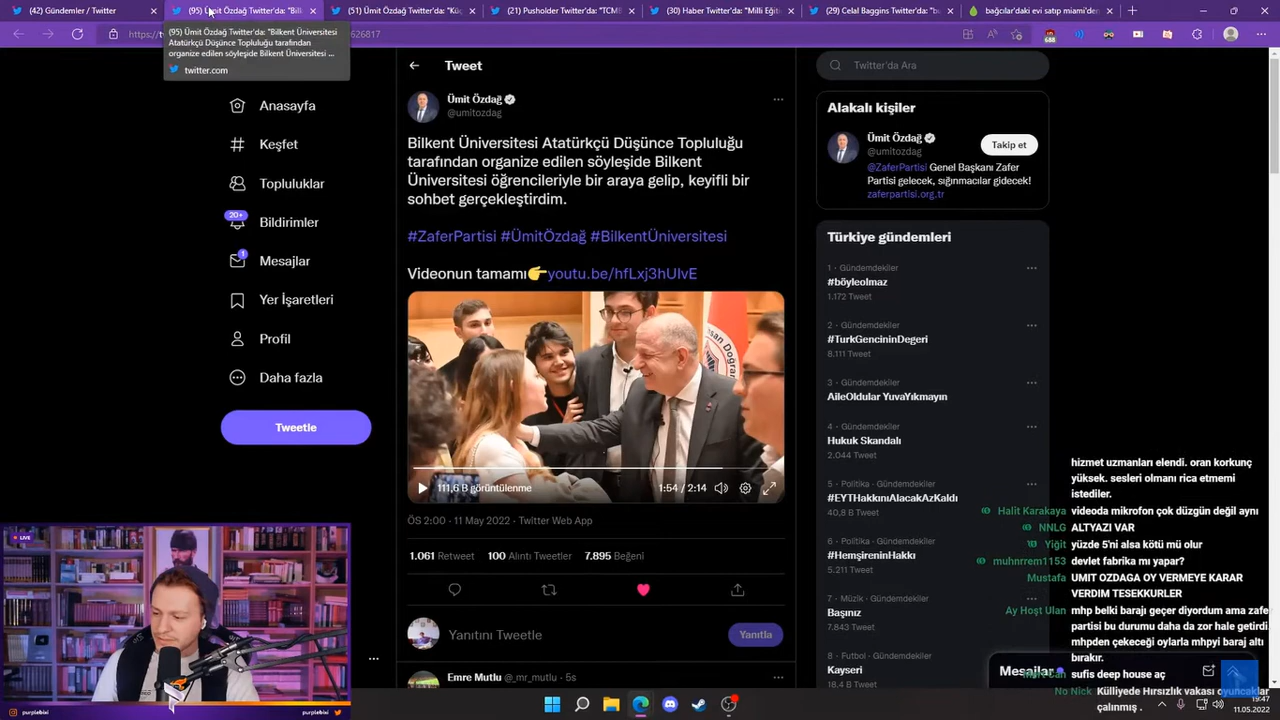 (42) Gündemler / Twitter
(95) Ümit Özdağ Twitter'da: "Bili
(51) Ümit Özdağ Twitter'da: "Küç
(21) Pusholder Twitter'da: "TCME
(30) Haber Twitter'da: "Milli Eğit
(29) Celal Baggins Twitter'da: "b
bağcılar'daki evi satıp miami'den
(95) Ümit Özdağ Twitter'da: "Bilkent Üniversitesi
Atatürkçü Düşünce Topluluğu tarafından
organize edilen söyleşide Bilkent Üniversitesi ...
twitter.com
Anasayfa
Keşfet
Topluluklar
20+
Bildirimler
1
Mesajlar
Yer İşaretleri
Profil
Daha fazla
Tweetle
Tweet
Ümit Özdağ
@umitozdag
Bilkent Üniversitesi Atatürkçü Düşünce Topluluğu
tarafından organize edilen söyleşide Bilkent
Üniversitesi öğrencileriyle bir araya gelip, keyifli bir
sohbet gerçekleştirdim.
#ZaferPartisi #ÜmitÖzdağ #BilkentÜniversitesi
Videonun tamamı👉youtu.be/hfLxj3hUIvE
111,6 B görüntülenme
1:54 / 2:14
ÖS 2:00 · 11 May 2022 · Twitter Web App
1.061 Retweet 100 Alıntı Tweetler 7.895 Beğeni
Yanıtını Tweetle
Yanıtla
Emre Mutlu @_mr_mutlu · 5s
Twitter'da Ara
Alakalı kişiler
Ümit Özdağ
@umitozdag
Takip et
@ZaferPartisi Genel Başkanı Zafer
Partisi gelecek, sığınmacılar gidecek!
zaferpartisi.org.tr
Türkiye gündemleri
1 · Gündemdekiler
#böyleolmaz
1.172 Tweet
2 · Gündemdekiler
#TurkGencininDegeri
8.111 Tweet
3 · Gündemdekiler
AileOldular YuvaYıkmayın
4 · Gündemdekiler
Hukuk Skandalı
2.044 Tweet
5 · Politika · Gündemdekiler
#EYTHakkınıAlacakAzKaldı
40,8 B Tweet
6 · Politika · Gündemdekiler
#HemşireninHakkı
5.211 Tweet
7 · Müzik · Gündemdekiler
Başınız
7.843 Tweet
8 · Futbol · Gündemdekiler
Kayseri
18,4 B Tweet
Mesajlar
hizmet uzmanları elendi. oran korkunç
yüksek. sesleri olmanı rica etmemi
istediler.
Halit Karakaya videoda mikrofon çok düzgün değil aynı
NNLG ALTYAZI VAR
Yiğit yüzde 5'ni alsa kötü mü olur
muhnrrem1153 devlet fabrika mı yapar?
Mustafa UMIT OZDAGA OY VERMEYE KARAR
VERDIM TESEKKURLER
Ay Hoşt Ulan mhp belki barajı geçer diyordum ama zafer
partisi bu durumu daha da zor hale getirdi.
mhpden çekeceği oylarla mhpyi baraj altı
bırakır.
sufis deep house aç
No Nick Külliyede Hırsızlık vakası oyuncaklar
çalınmış .
LIVE
purplebixi
purplebixi
19:47
11.05.2022